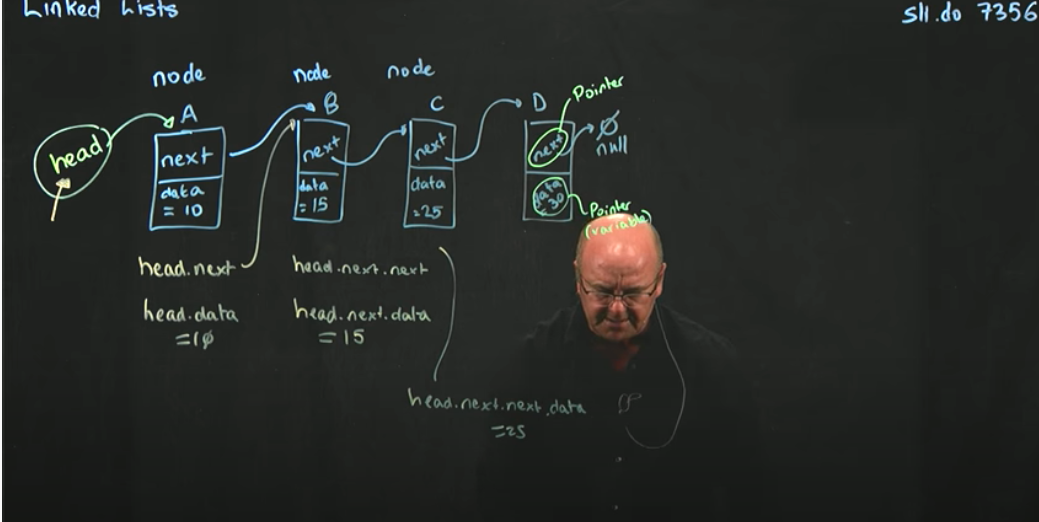 Linked Lists
sli.do 7356
node
node
node
A
B
C
D
Pointer
head
next
next
next
next
∅
null
data
= 10
data
= 15
data
=25
data
=30
Pointer
(variable)
head.next
head.next.next
head.data
=10
head.next.data
=15
head.next.next.data
=25